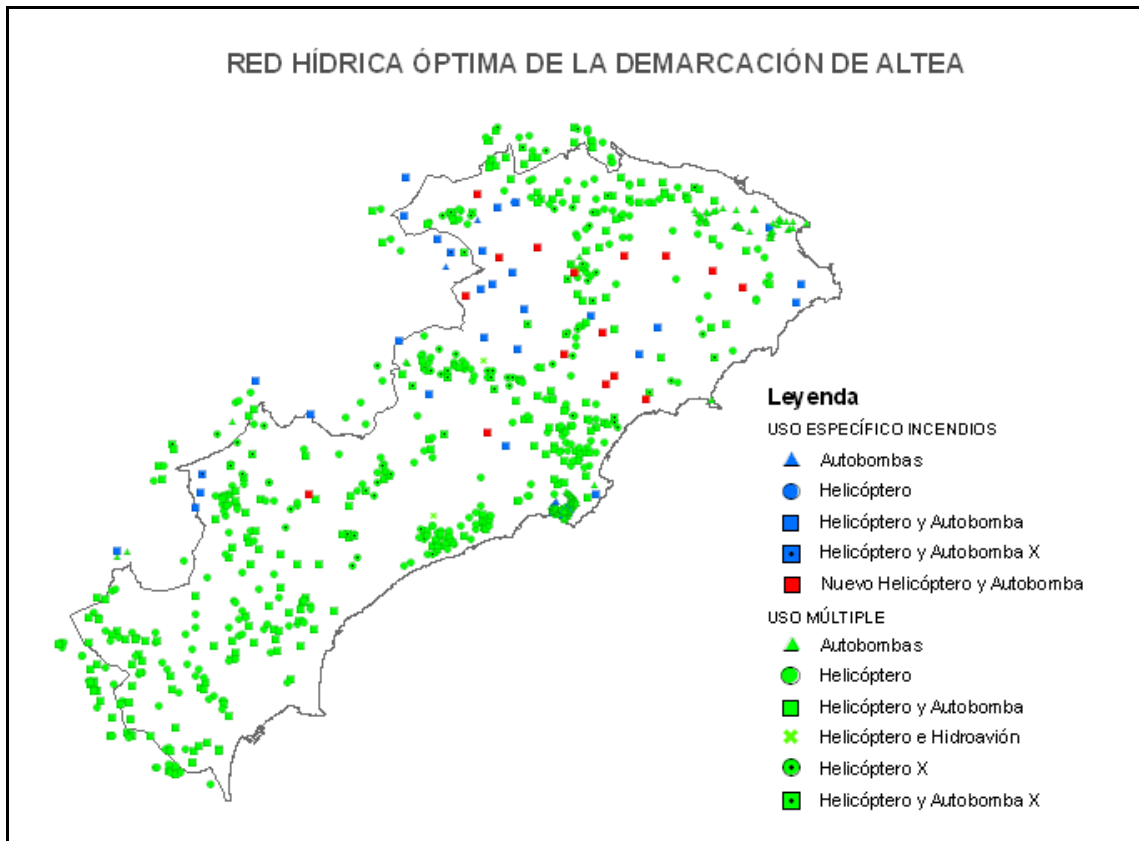 RED HÍDRICA ÓPTIMA DE LA DEMARCACIÓN DE ALTEA
Leyenda
USO ESPECÍFICO INCENDIOS
Autobombas
Helicóptero
Helicóptero y Autobomba
Helicóptero y Autobomba X
Nuevo Helicóptero y Autobomba
USO MÚLTIPLE
Autobombas
Helicóptero
Helicóptero y Autobomba
Helicóptero e Hidroavión
Helicóptero X
Helicóptero y Autobomba X